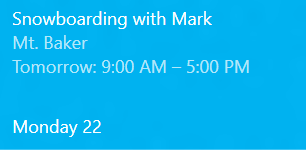 Snowboarding with Mark
Mt. Baker
Tomorrow: 9:00 AM – 5:00 PM
Monday 22